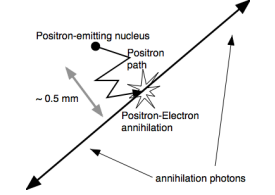 Positron-emitting nucleus
Positron
path
~ 0.5 mm
Positron-Electron
annihilation
annihilation photons